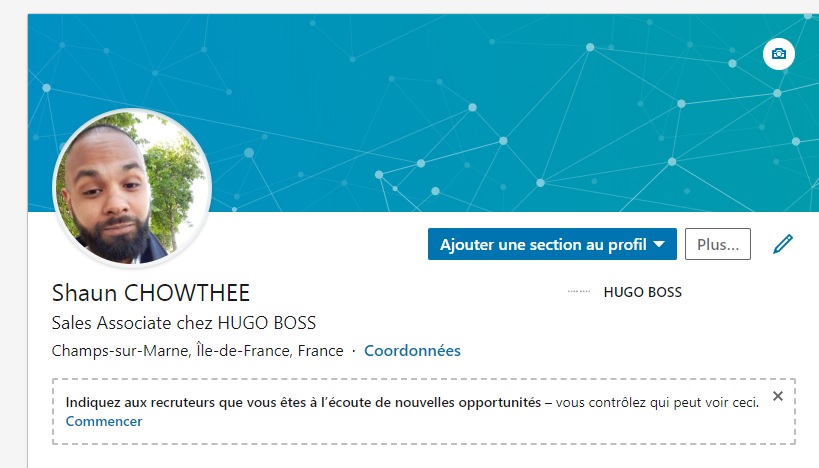 Ajouter une section au profil
Plus...
Shaun CHOWTHEE
HUGO BOSS
Sales Associate chez HUGO BOSS
Champs-sur-Marne, Île-de-France, France · Coordonnées
Indiquez aux recruteurs que vous êtes à l’écoute de nouvelles opportunités – vous contrôlez qui peut voir ceci.
Commencer